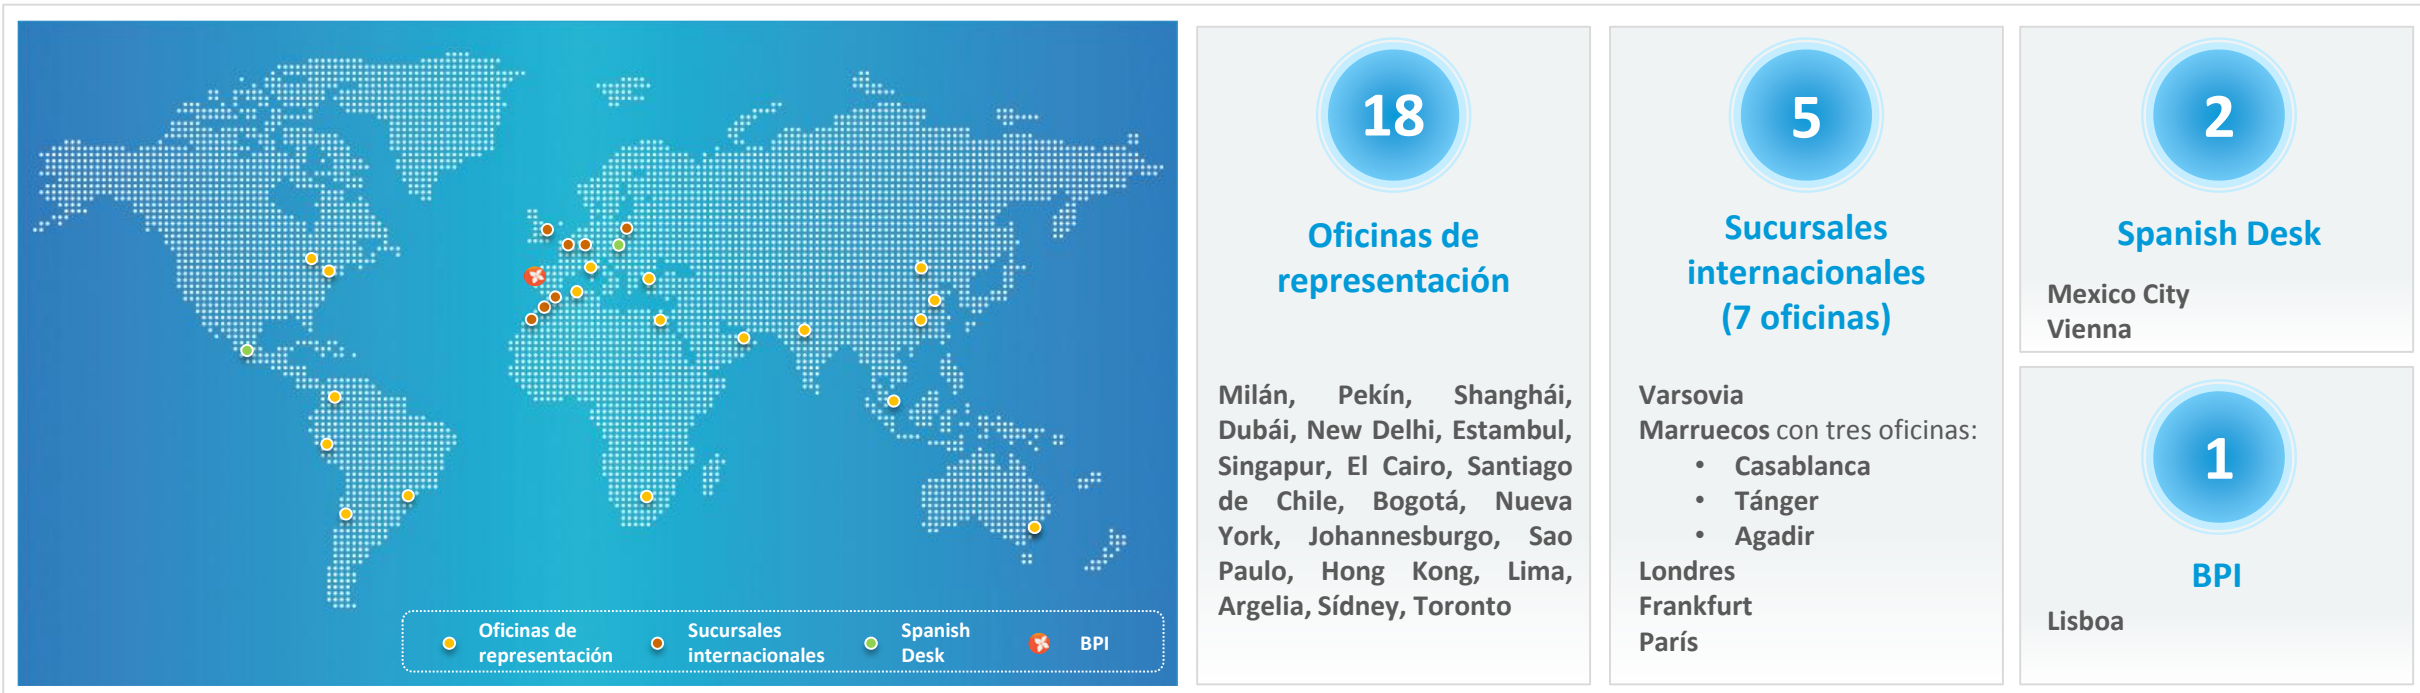 Oficinas de
representación
Sucursales
internacionales
Spanish
Desk
BPI
18
Oficinas de
representación
Milán, Pekín, Shanghái,
Dubái, New Delhi, Estambul,
Singapur, El Cairo, Santiago
de Chile, Bogotá, Nueva
York, Johannesburgo, Sao
Paulo, Hong Kong, Lima,
Argelia, Sídney, Toronto
5
Sucursales
internacionales
(7 oficinas)
Varsovia
Marruecos con tres oficinas:
• Casablanca
• Tánger
• Agadir
Londres
Frankfurt
París
2
Spanish Desk
Mexico City
Vienna
1
BPI
Lisboa